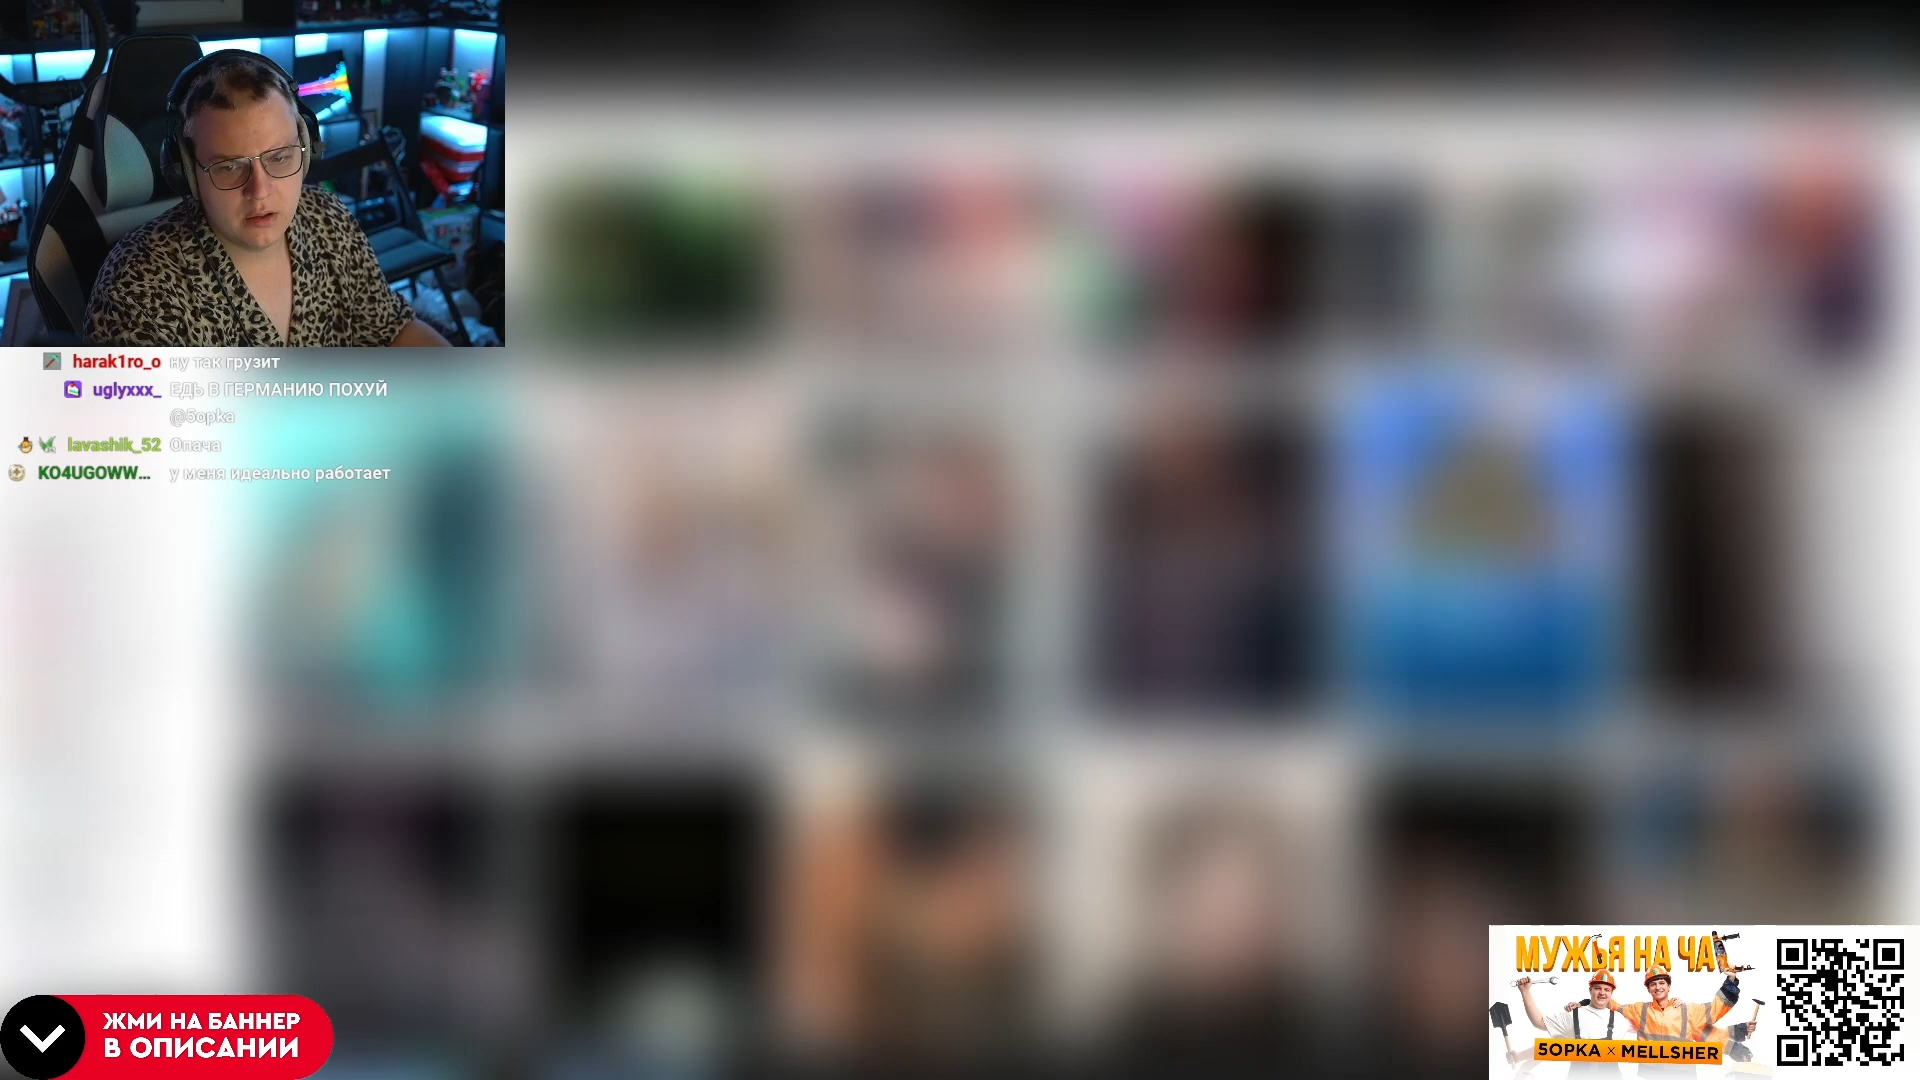 harak1ro_o ну так грузит
uglyxxx_ ЕДЬ В ГЕРМАНИЮ ПОХУЙ
@5opka
lavashik_52 Опача
KO4UGOWW... у меня идеально работает
МУЖЬЯ НА ЧАС
5OPKA × MELLSHER
ЖМИ НА БАННЕР
В ОПИСАНИИ